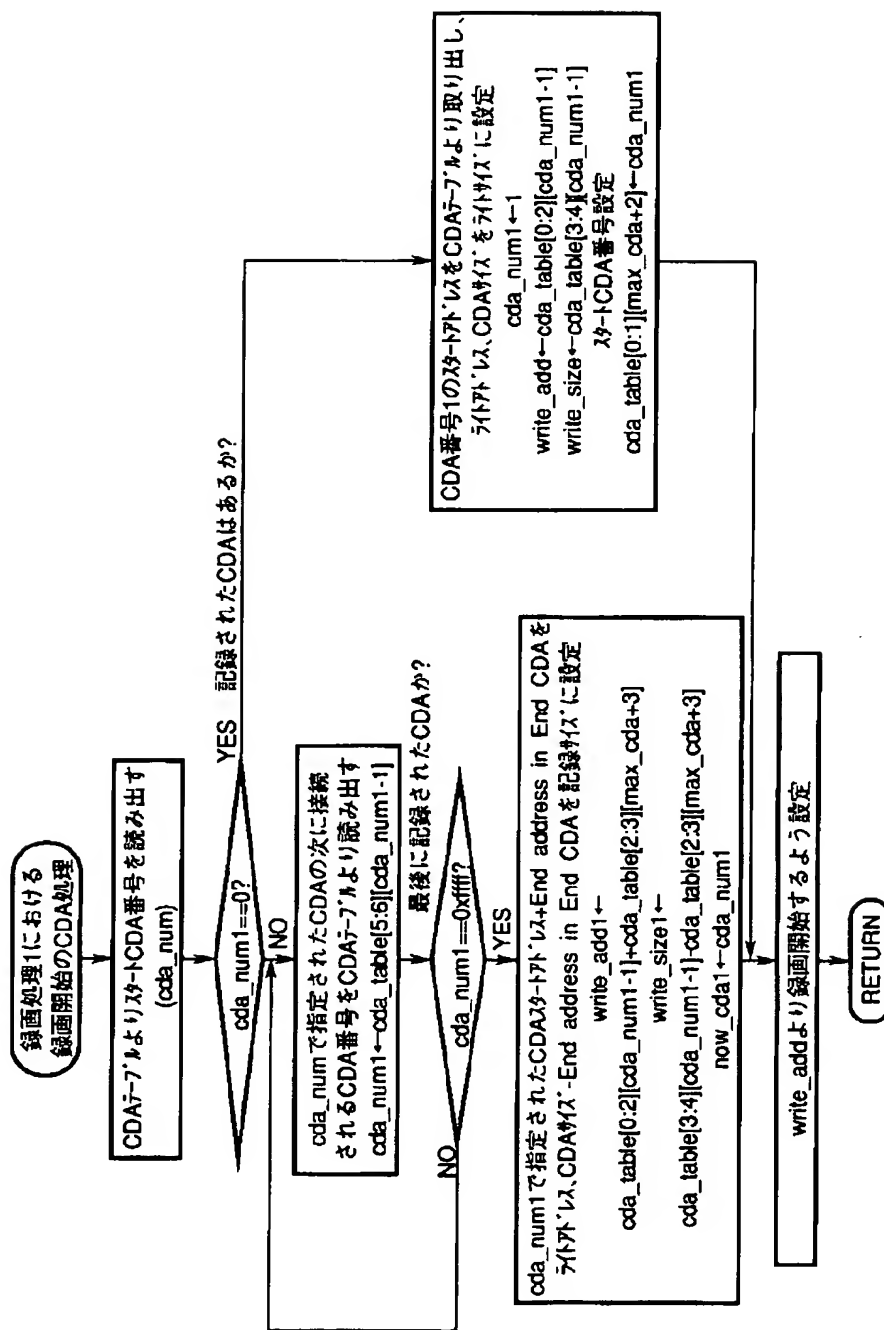 録画処理1における
録画開始のCDA処理
CDAテーブルよりスタートCDA番号を読み出す
(cda_num)
cda_num1==0?
YES 記録されたCDAはあるか?
NO
cda_numで指定されたCDAの次に接続
されるCDA番号をCDAテーブルより読み出す
cda_num1←cda_table[5:6][cda_num1-1]
最後に記録されたCDAか?
cda_num1==0xffff?
NO
YES
cda_num1で指定されたCDAスタートアドレス+End address in End CDAを
ライトアドレス、CDAサイズ-End address in End CDAを記録サイズに設定
write_add1←
cda_table[0:2][cda_num1-1]+cda_table[2:3][max_cda+3]
write_size1←
cda_table[3:4][cda_num1-1]-cda_table[2:3][max_cda+3]
now_cda1←cda_num1
CDA番号1のスタートアドレスをCDAテーブルより取り出し、
ライトアドレス、CDAサイズをライトサイズに設定
cda_num1←1
write_add←cda_table[0:2][cda_num1-1]
write_size←cda_table[3:4][cda_num1-1]
スタートCDA番号設定
cda_table[0:1][max_cda+2]←cda_num1
write_addより録画開始するよう設定
RETURN